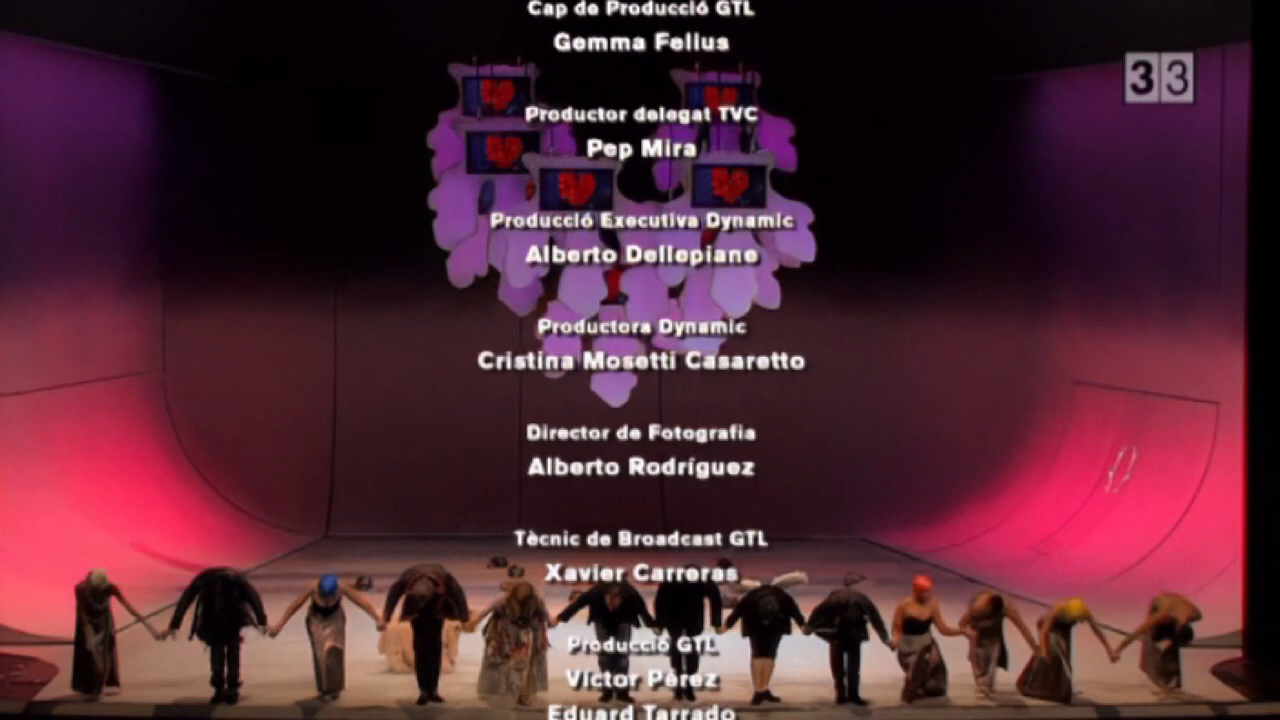 Cap de Producció GTL
Gemma Fellus
33
Productor delegat TVC
Pep Mira
Producció Executiva Dynamic
Alberto Dellepiane
Productora Dynamic
Cristina Mosetti Casaretto
Director de Fotografia
Alberto Rodríguez
Tècnic de Broadcast GTL
Xavier Carreras
Producció GTL
Víctor Pérez
Eduard Tarrado